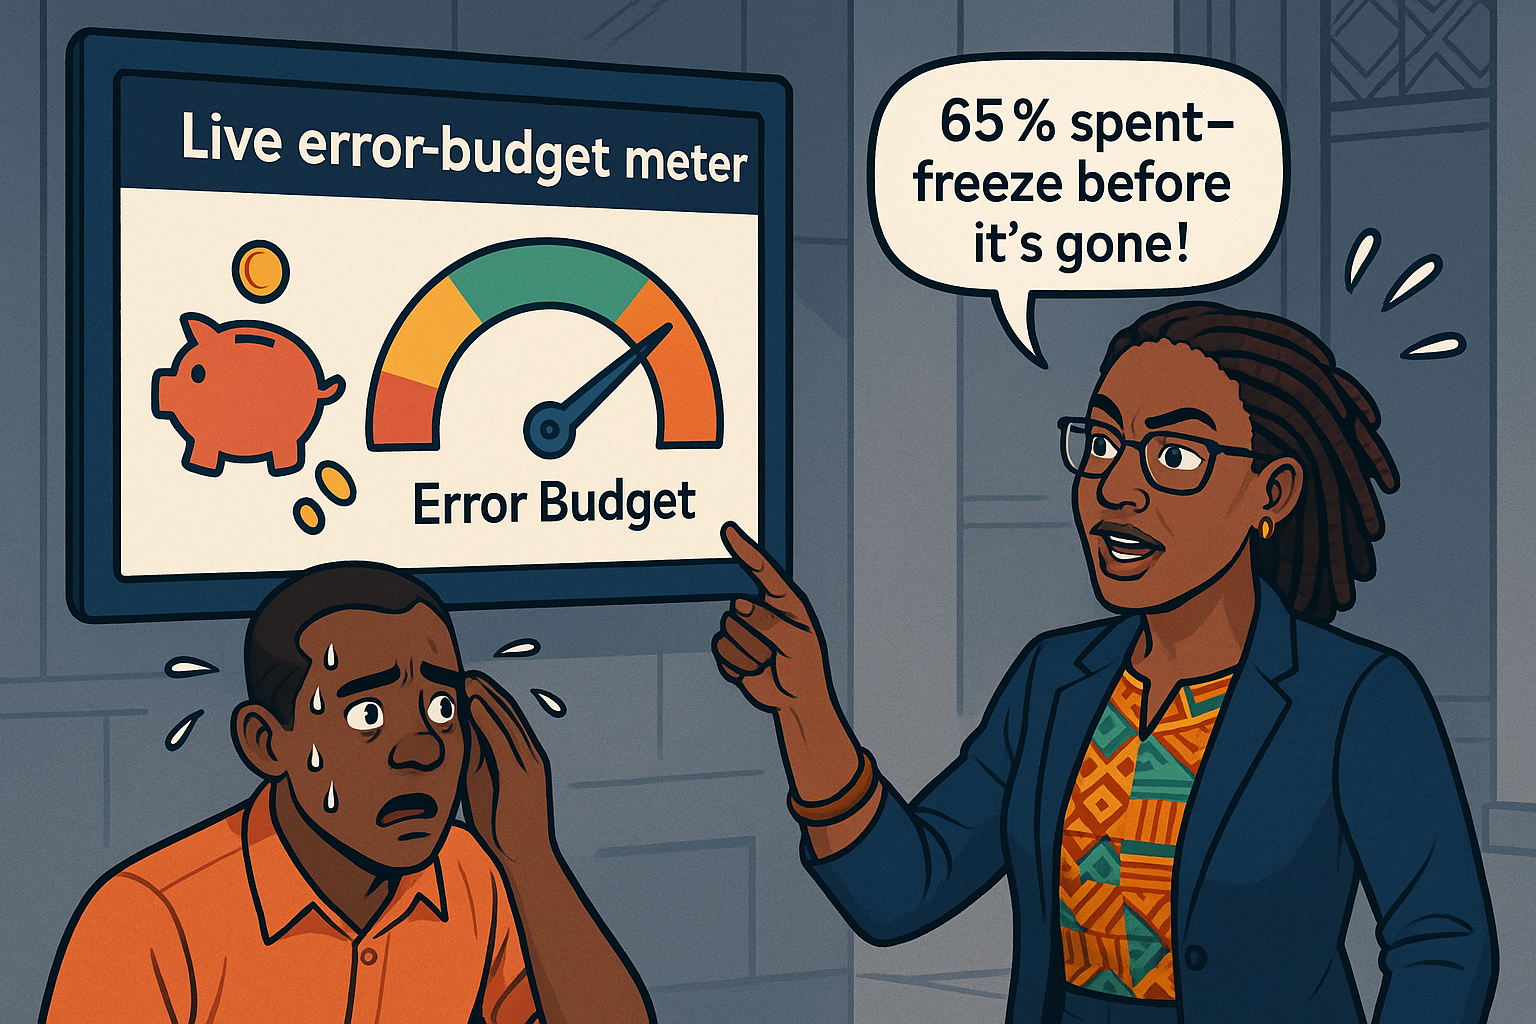 Live error-budget meter
Error Budget
65 % spent–
freeze before
it’s gone!